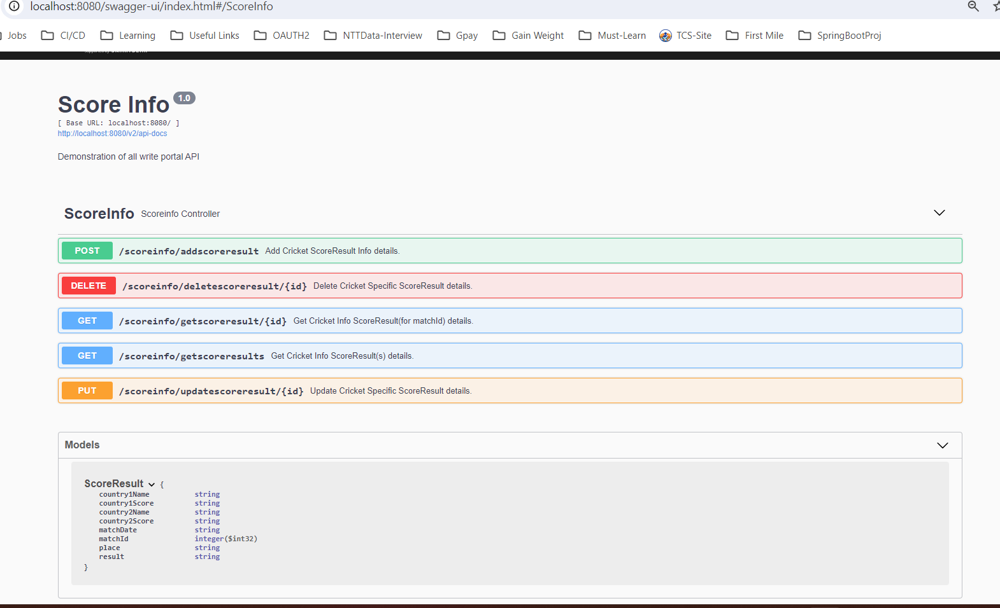 localhost:8080/swagger-ui/index.html#/ScoreInfo
Jobs CI/CD Learning Useful Links OAUTH2 NTTData-Interview Gpay Gain Weight Must-Learn TCS-Site First Mile SpringBootProj
Score Info 1.0
[ Base URL: localhost:8080/ ]
http://localhost:8080/v2/api-docs
Demonstration of all write portal API
ScoreInfo Scoreinfo Controller
POST /scoreinfo/addscoreresult Add Cricket ScoreResult Info details.
DELETE /scoreinfo/deletescoreresult/{id} Delete Cricket Specific ScoreResult details.
GET /scoreinfo/getscoreresult/{id} Get Cricket Info ScoreResult(for matchId) details.
GET /scoreinfo/getscoreresults Get Cricket Info ScoreResult(s) details.
PUT /scoreinfo/updatescoreresult/{id} Update Cricket Specific ScoreResult details.
Models
ScoreResult {
country1Name string
country1Score string
country2Name string
country2Score string
matchDate string
matchId integer($int32)
place string
result string
}